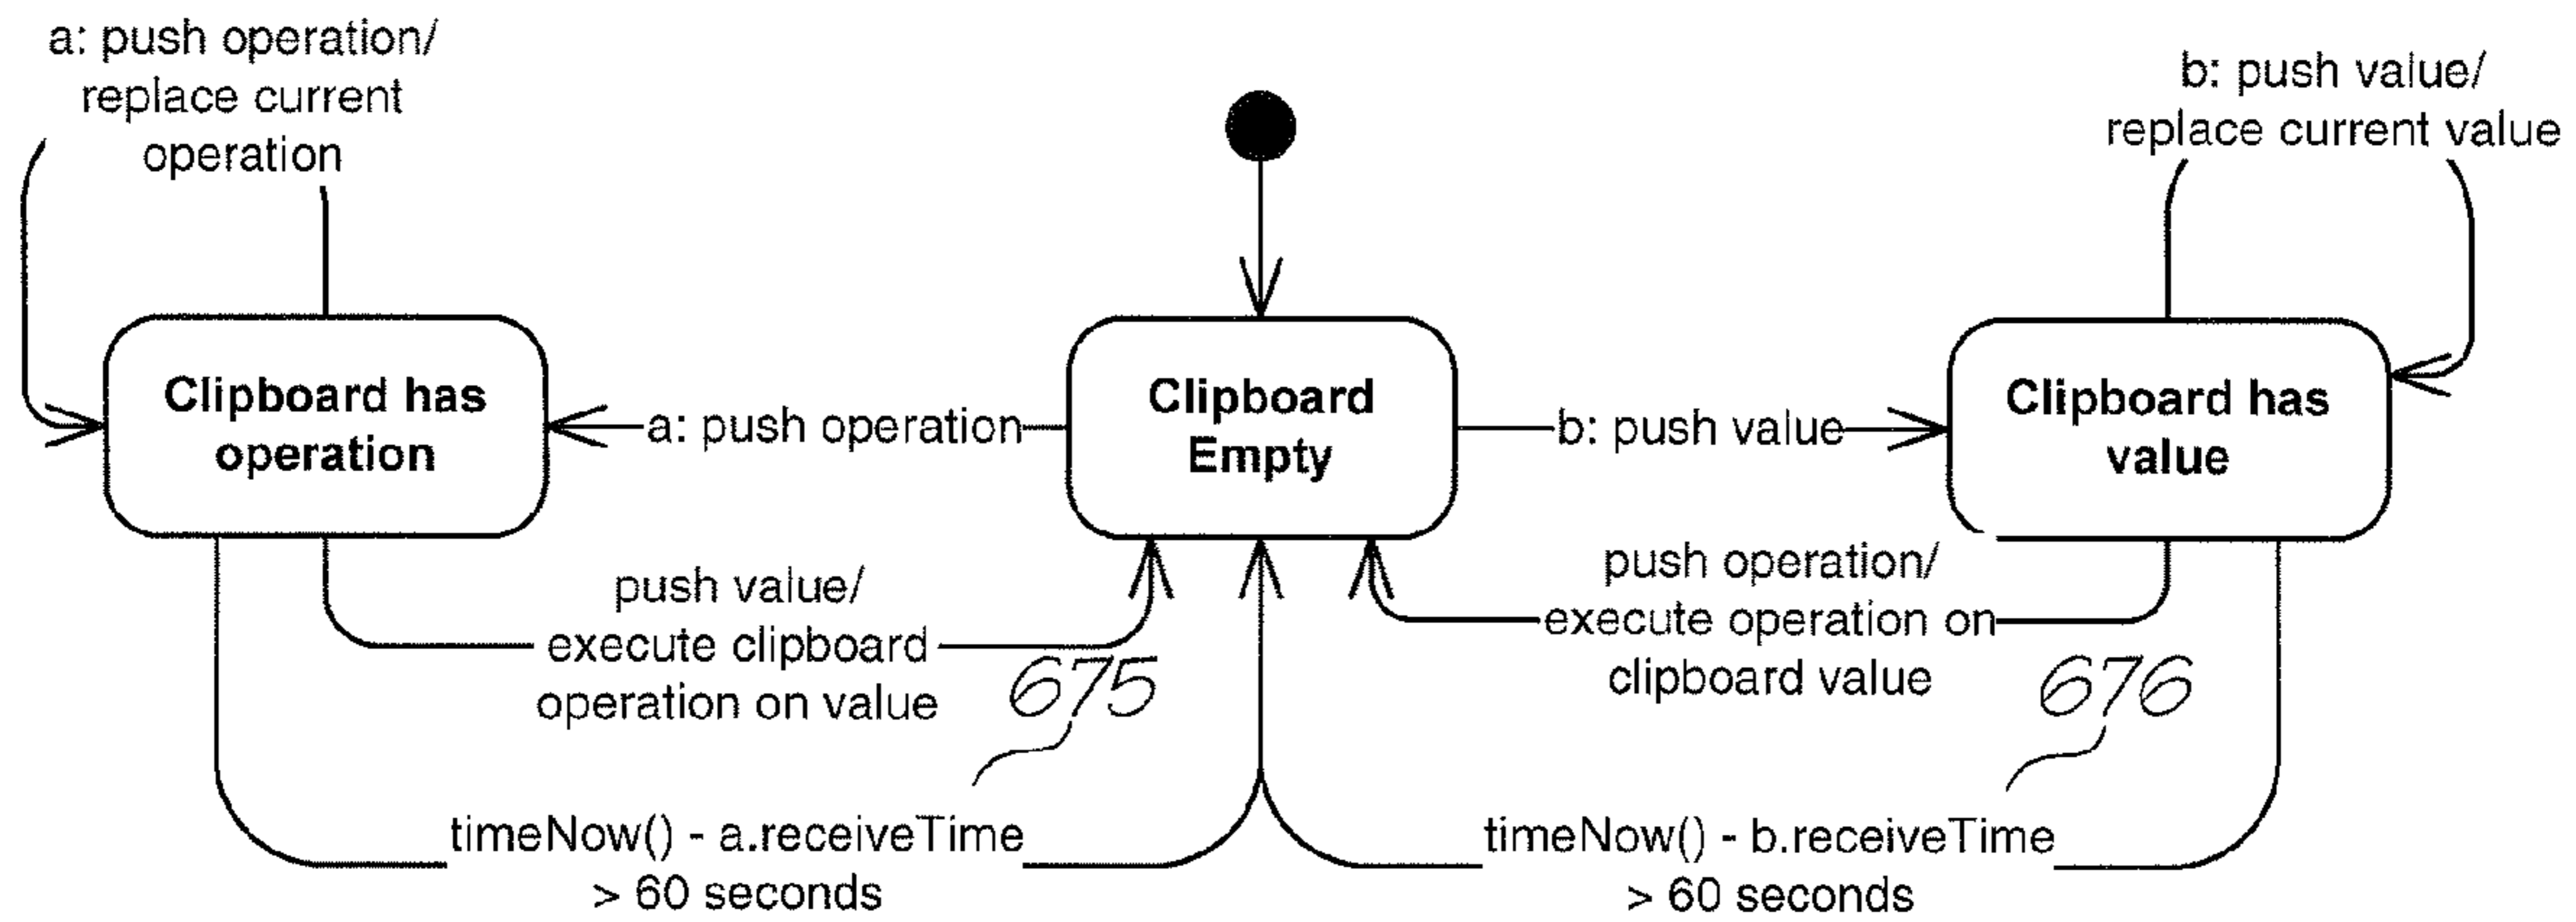 a: push operation/
replace current
operation
b: push value/
replace current value
Clipboard has
operation
a: push operation
Clipboard
Empty
b: push value
Clipboard has
value
push value/
execute clipboard
operation on value
675
push operation/
execute operation on
clipboard value
676
timeNow() - a.receiveTime
> 60 seconds
timeNow() - b.receiveTime
> 60 seconds